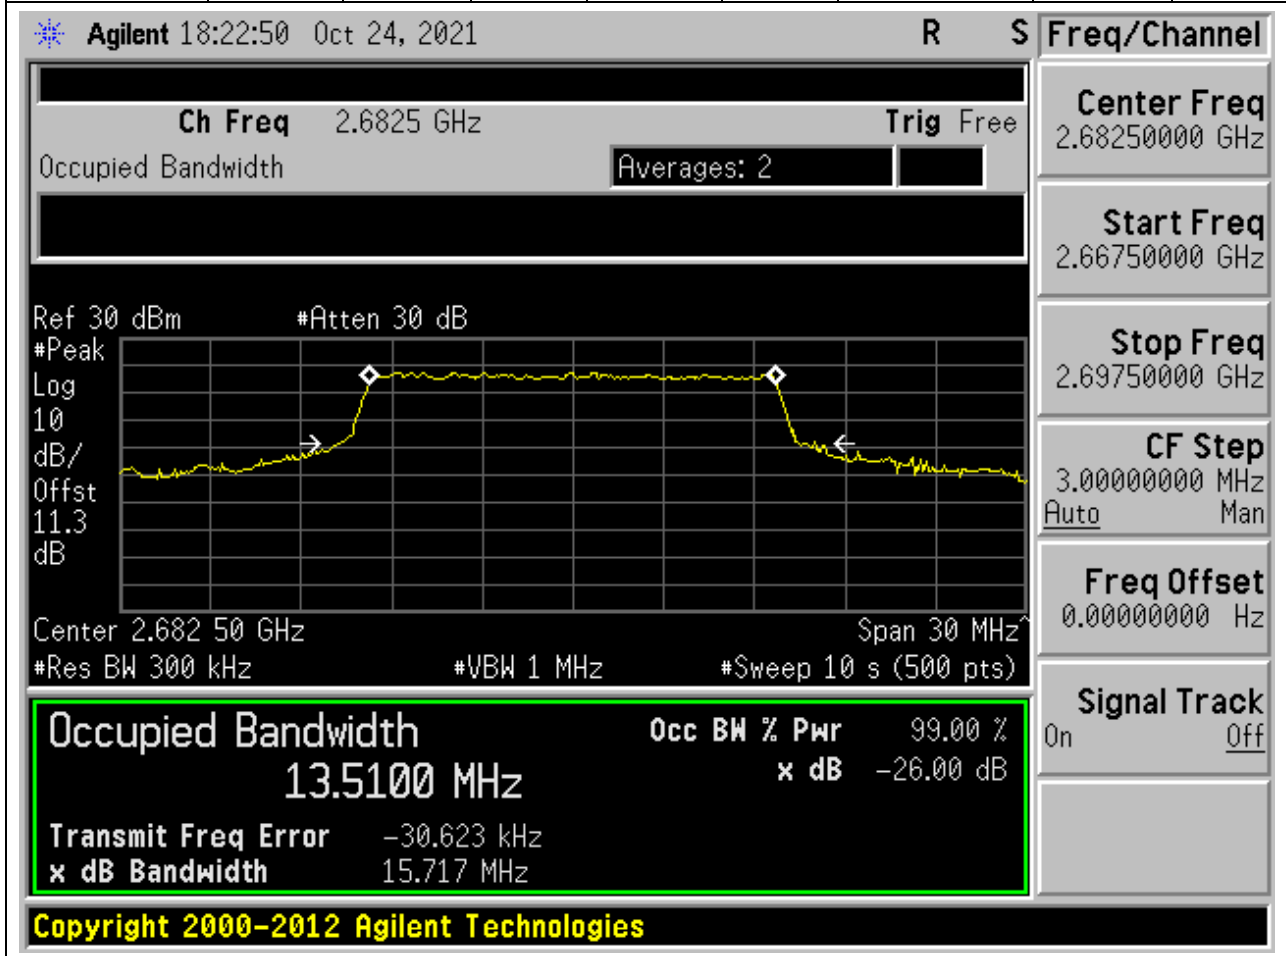 Agilent 18:22:50 Oct 24, 2021 R S
Freq/Channel
Ch Freq 2.6825 GHz Trig Free
Occupied Bandwidth Averages: 2
Center Freq
2.68250000 GHz
Start Freq
2.66750000 GHz
Stop Freq
2.69750000 GHz
CF Step
3.00000000 MHz
Auto Man
Freq Offset
0.00000000 Hz
Signal Track
On Off
Ref 30 dBm #Atten 30 dB
#Peak
Log
10
dB/
Offst
11.3
dB
Center 2.682 50 GHz Span 30 MHz^
#Res BW 300 kHz #VBW 1 MHz #Sweep 10 s (500 pts)
Occupied Bandwidth
13.5100 MHz
Occ BW % Pwr 99.00 %
x dB -26.00 dB
Transmit Freq Error -30.623 kHz
x dB Bandwidth 15.717 MHz
Copyright 2000-2012 Agilent Technologies